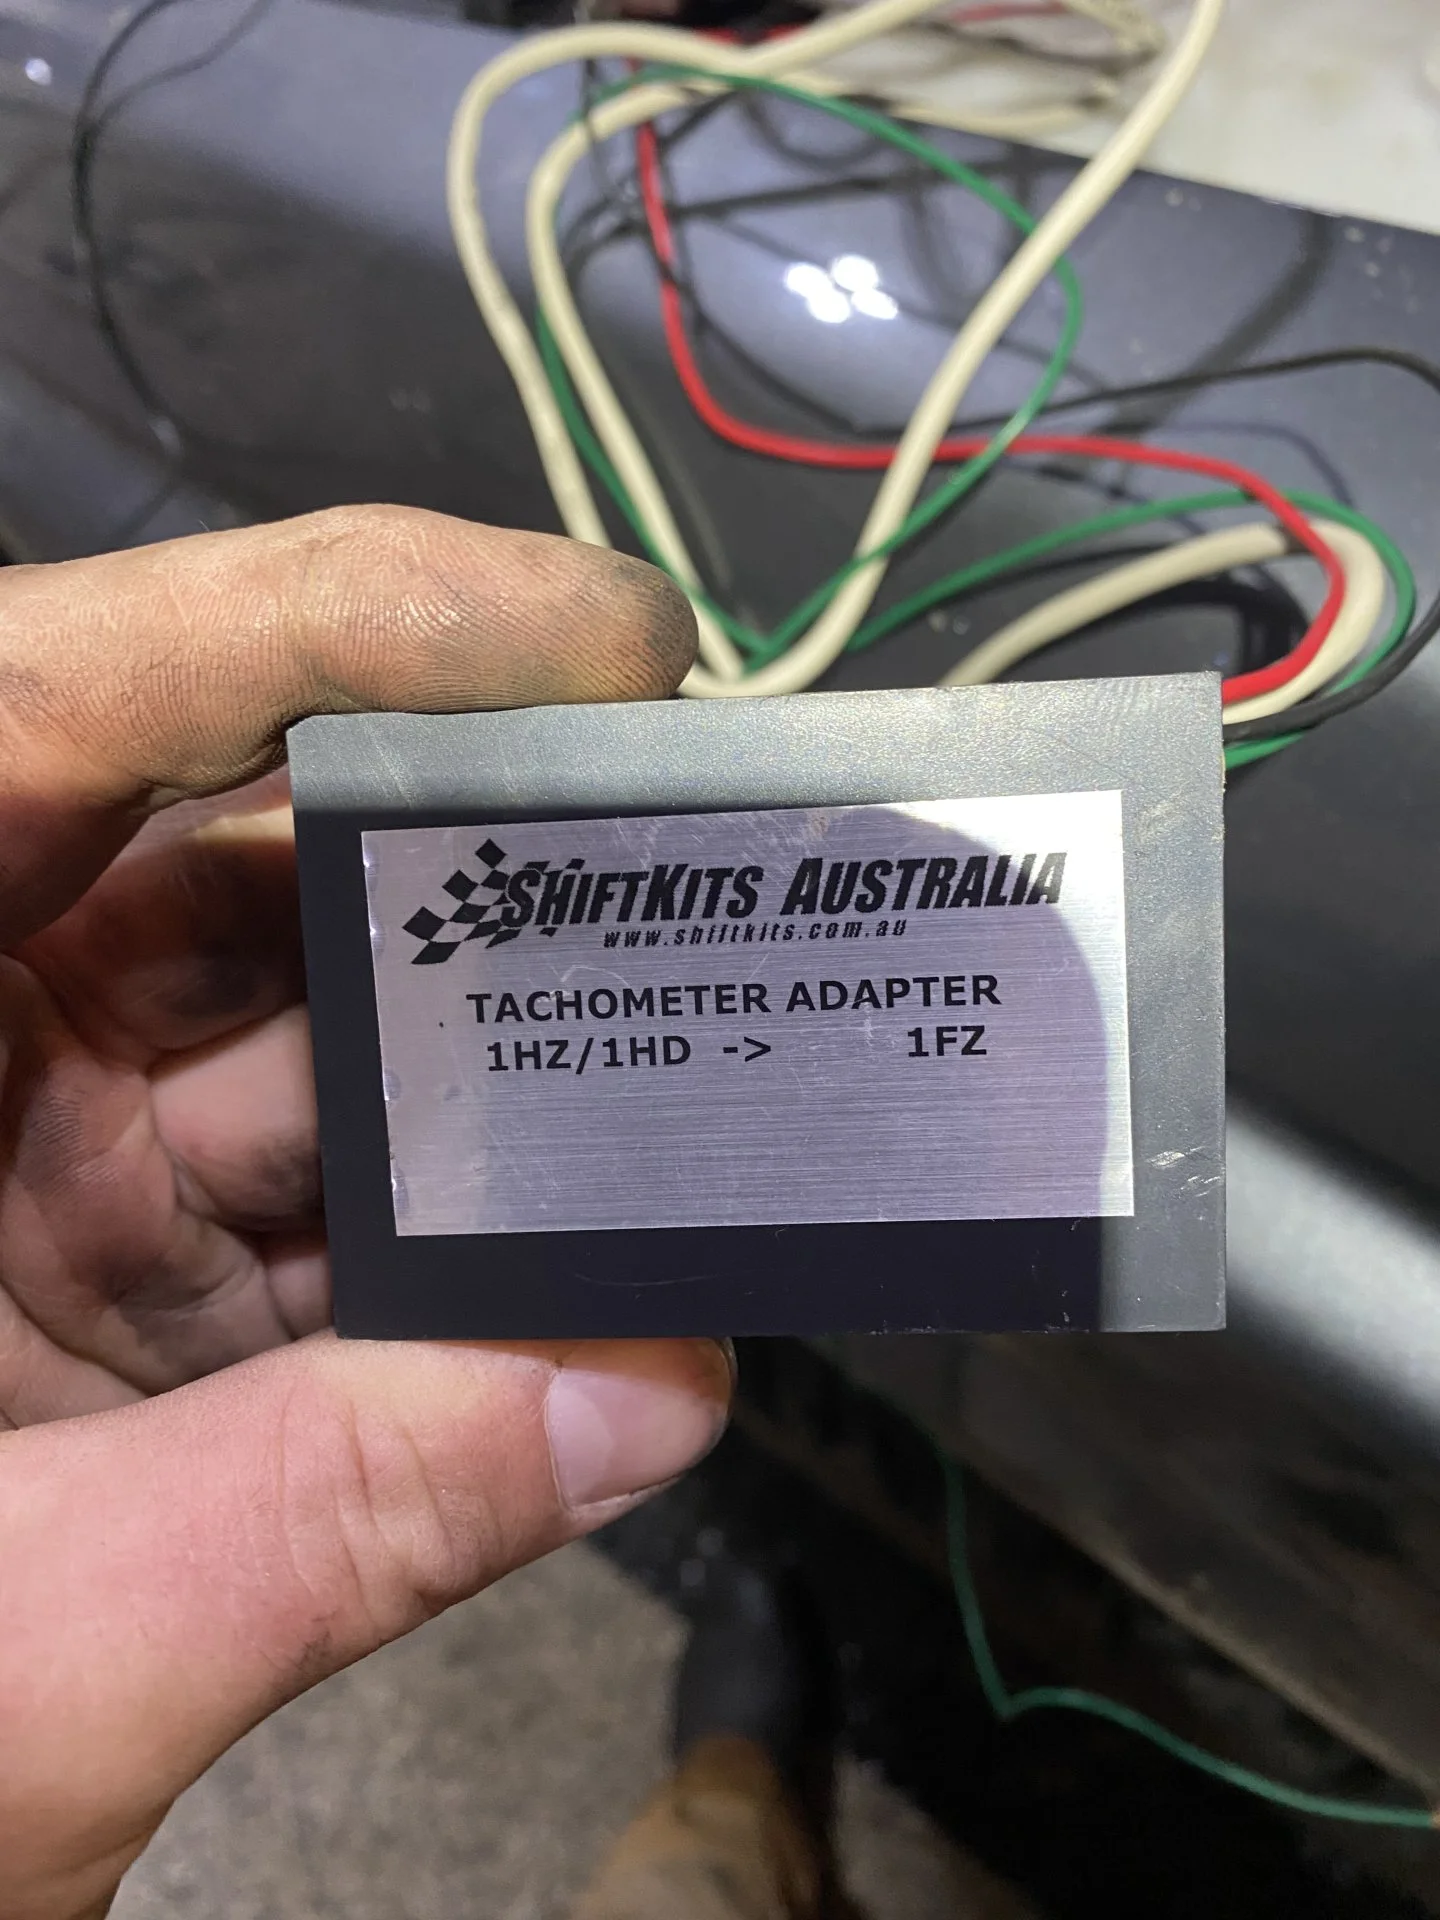 SHIFTKITS AUSTRALIA
www.shiftkits.com.au
TACHOMETER ADAPTER
1HZ/1HD -> 1FZ